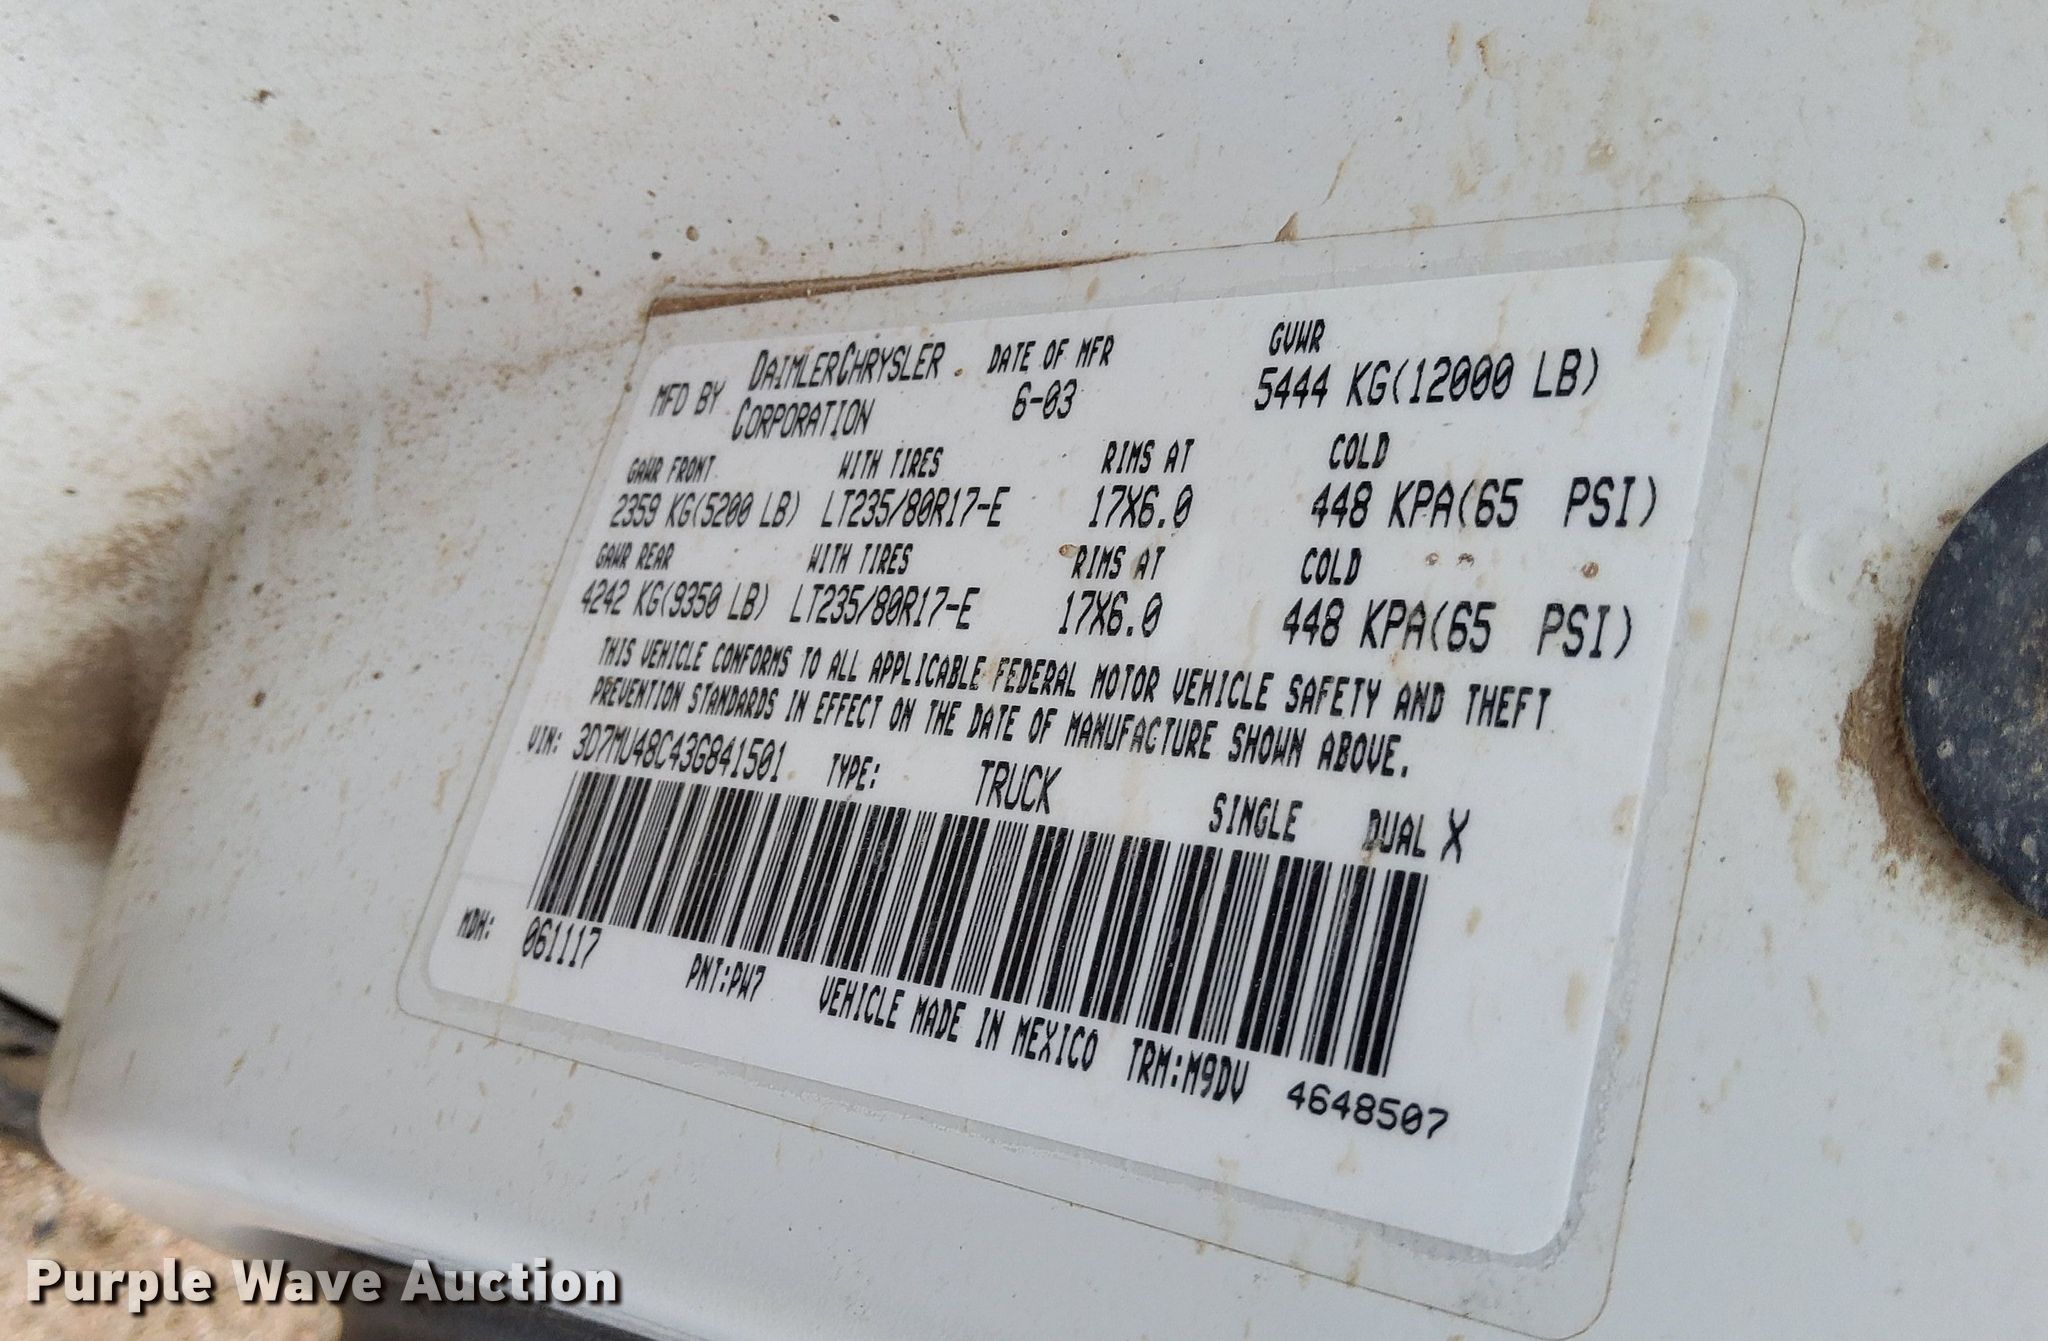 MFD BY DAIMLERCHRYSLER CORPORATION DATE OF MFR 6-03 GVWR 5444 KG(12000 LB)
GAWR FRONT WITH TIRES RIMS AT COLD
2359 KG(5200 LB) LT235/80R17-E 17X6.0 448 KPA(65 PSI)
GAWR REAR WITH TIRES RIMS AT COLD
4242 KG(9350 LB) LT235/80R17-E 17X6.0 448 KPA(65 PSI)
THIS VEHICLE CONFORMS TO ALL APPLICABLE FEDERAL MOTOR VEHICLE SAFETY AND THEFT
PREVENTION STANDARDS IN EFFECT ON THE DATE OF MANUFACTURE SHOWN ABOVE.
VIN: 3D7MU48C43G841501 TYPE: TRUCK SINGLE DUAL X
MDH: 061117 PNT:PW7 VEHICLE MADE IN MEXICO TRM:M9DV 4648507
Purple Wave Auction